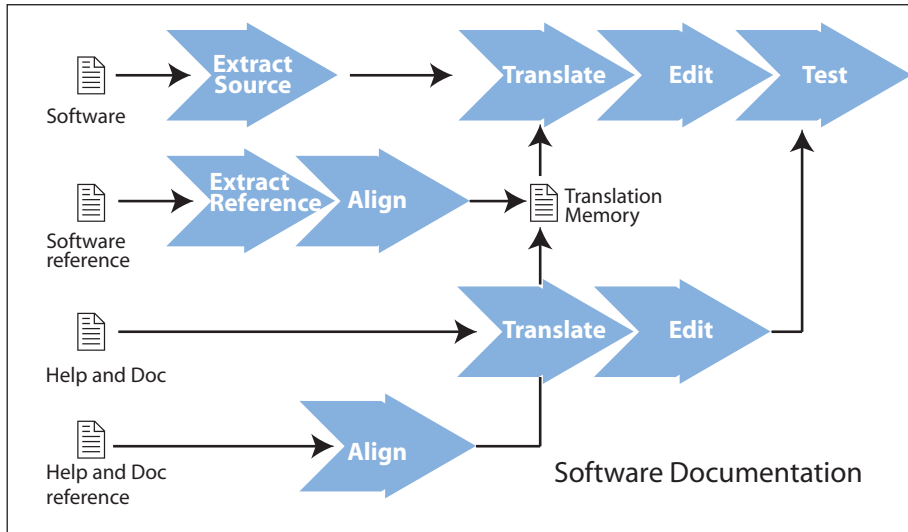 Extract
Source
Translate
Edit
Test
Software
Extract
Reference
Align
Translation
Memory
Software
reference
Translate
Edit
Help and Doc
Align
Help and Doc
reference
Software Documentation